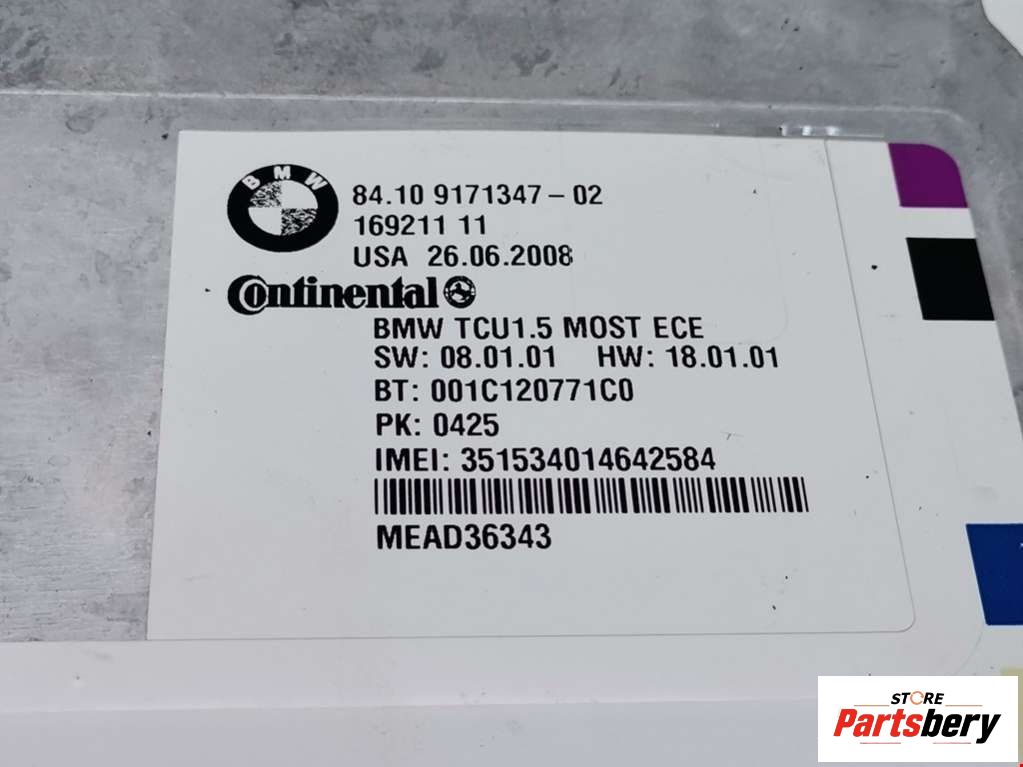 BMW
84.10 9171347-02
169211 11
USA 26.06.2008
Continental
BMW TCU1.5 MOST ECE
SW: 08.01.01 HW: 18.01.01
BT: 001C120771C0
PK: 0425
IMEI: 351534014642584
MEAD36343
STORE
Partsbery